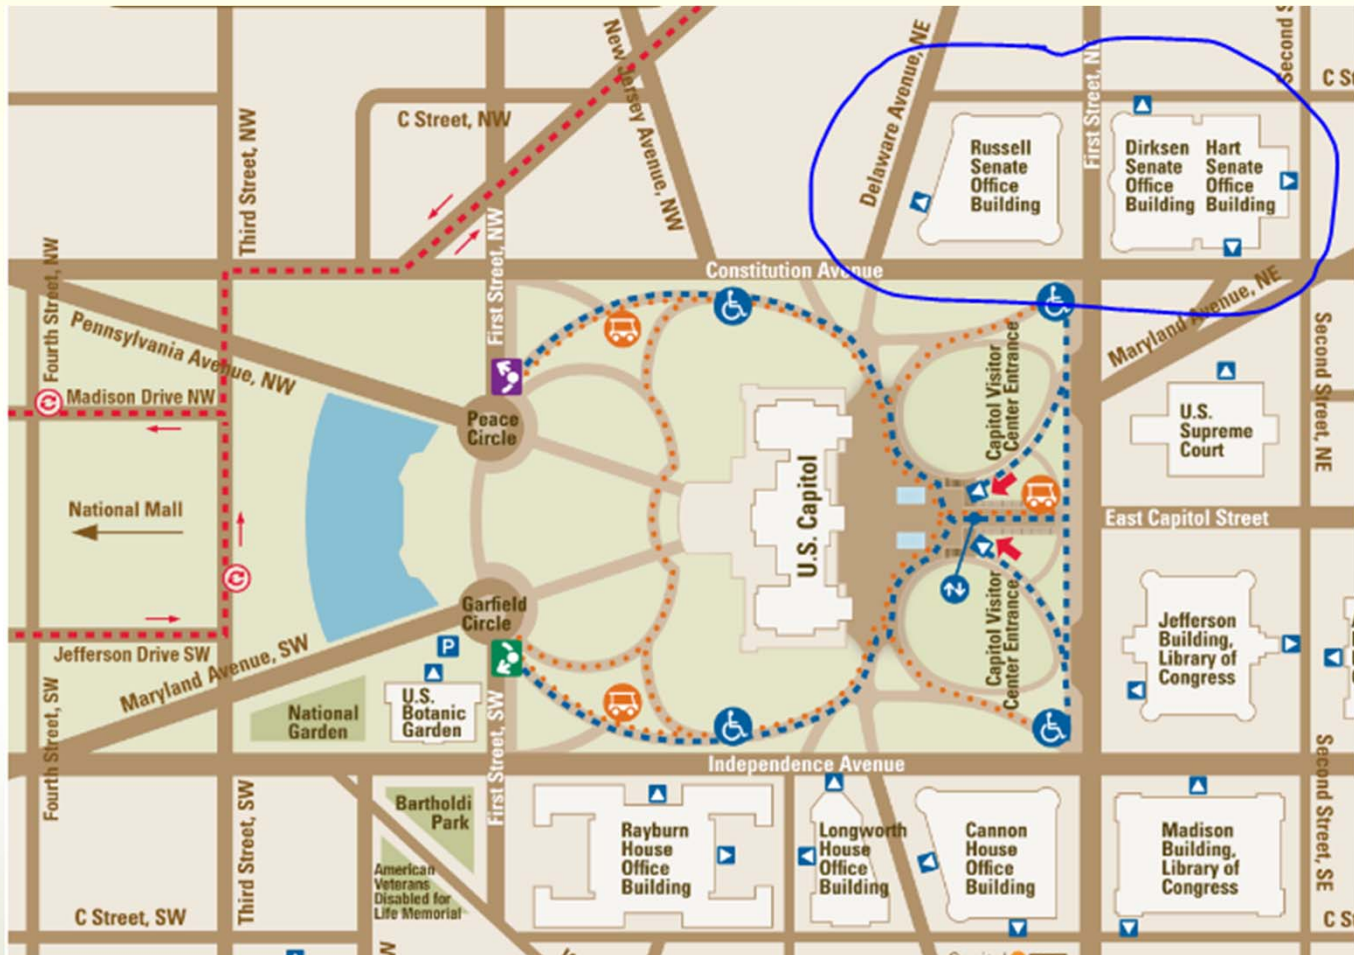 New Jersey Avenue, NW
Delaware Avenue, NE
C Street, NW
Third Street, NW
First Street, NW
Russell
Senate
Office
Building
Dirksen
Senate
Office
Building
Hart
Senate
Office
Building
Constitution Avenue
Fourth Street, NW
Pennsylvania Avenue, NW
Madison Drive NW
Maryland Avenue, NE
Second Street, NE
Peace
Circle
Capitol Visitor
Center Entrance
U.S.
Supreme
Court
National Mall
U.S. Capitol
East Capitol Street
Garfield
Circle
Capitol Visitor
Center Entrance
Jefferson
Building,
Library of
Congress
Jefferson Drive SW
Maryland Avenue, SW
P
U.S.
Botanic
Garden
National
Garden
Fourth Street, SW
First Street, SW
Independence Avenue
Third Street, SW
Bartholdi
Park
American
Veterans
Disabled for
Life Memorial
Rayburn
House
Office
Building
Longworth
House
Office
Building
Cannon
House
Office
Building
Madison
Building,
Library of
Congress
Second Street, SE
C Street, SW